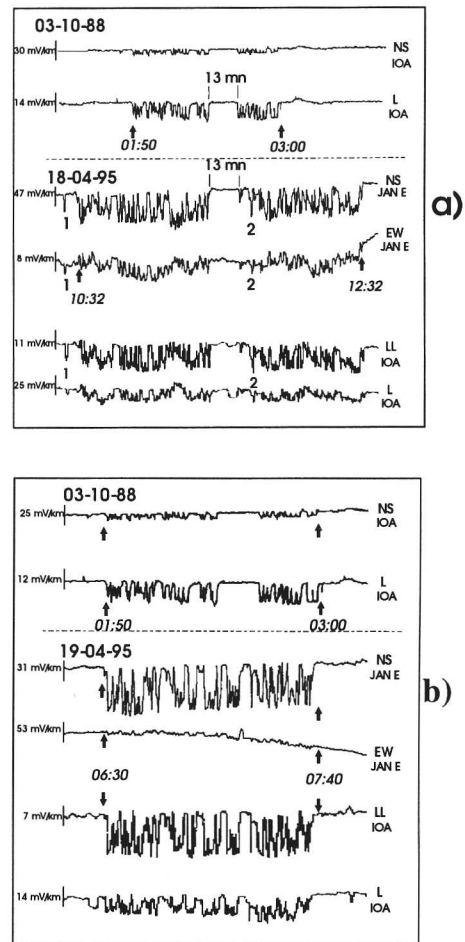 03-10-88
30 mV/km
NS
IOA
13 mn
14 mV/km
L
IOA
01:50
03:00
13 mn
18-04-95
47 mV/km
NS
JAN E
a)
1
2
EW
JAN E
8 mV/km
1
2
10:32
12:32
11 mV/km
LL
IOA
1
2
25 mV/km
L
IOA
03-10-88
25 mV/km
NS
IOA
12 mV/km
L
IOA
01:50
03:00
19-04-95
31 mV/km
NS
JAN E
b)
53 mV/km
EW
JAN E
06:30
07:40
7 mV/km
LL
IOA
14 mV/km
L
IOA